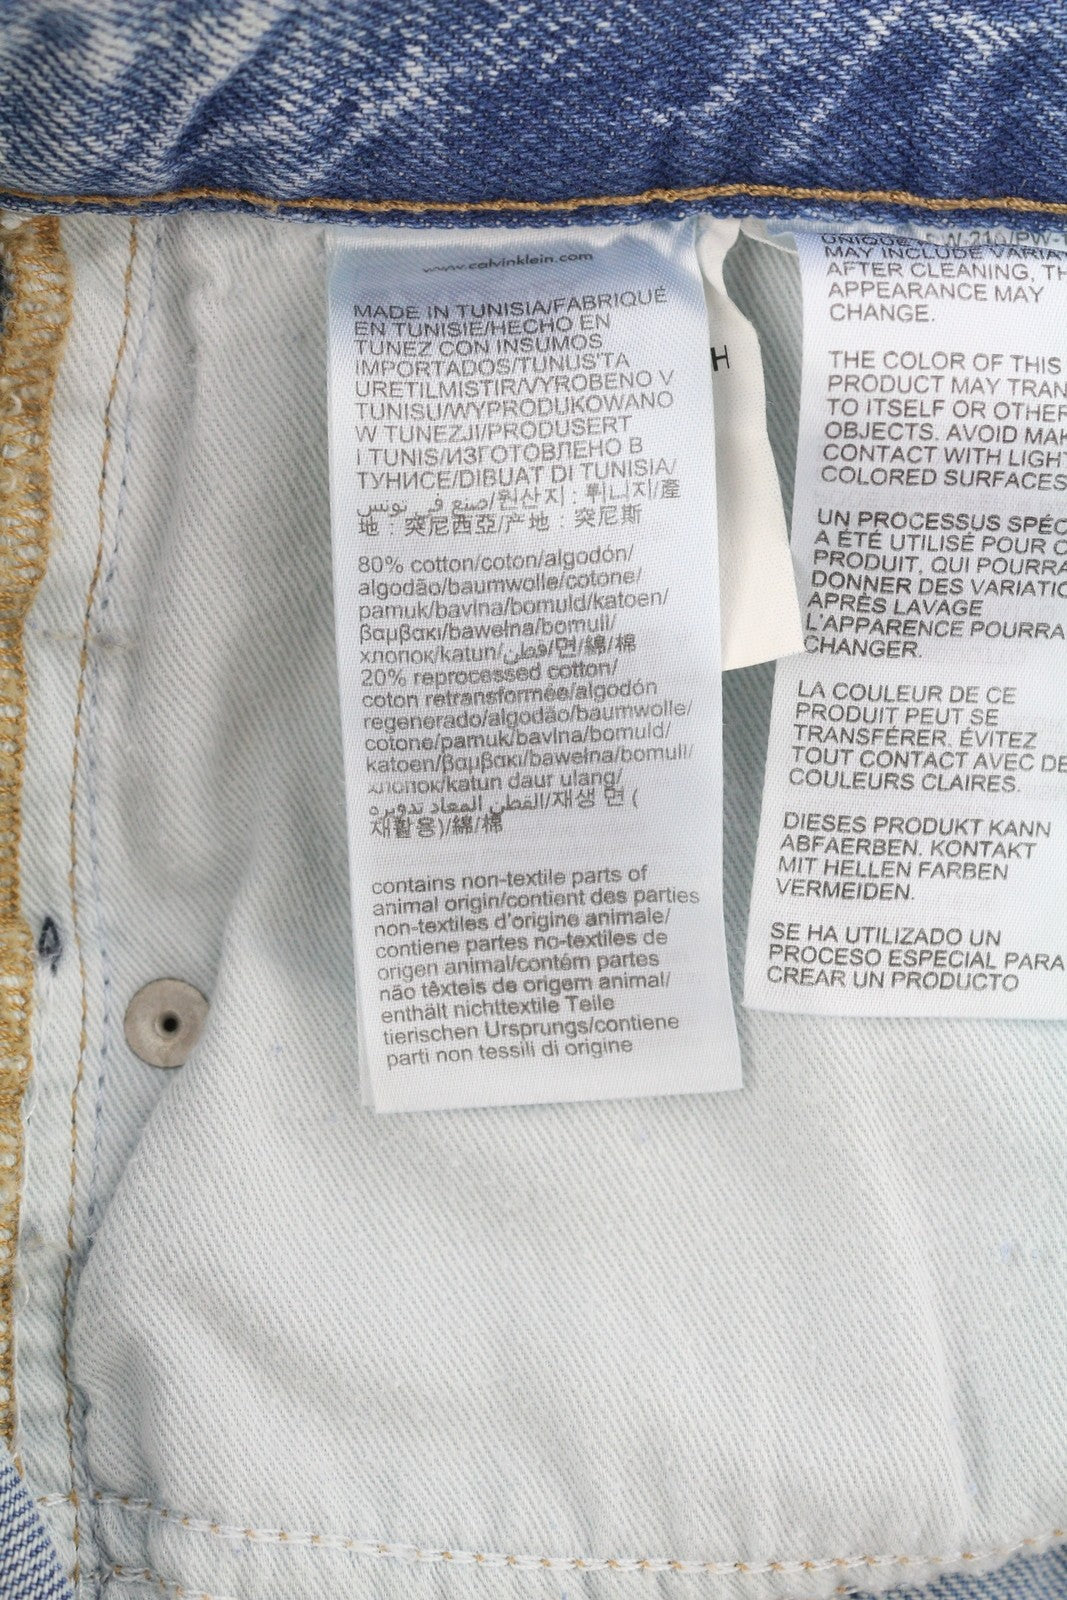 www.calvinklein.com
MADE IN TUNISIA/FABRIQUÉ
EN TUNISIE/HECHO EN
TUNEZ CON INSUMOS
IMPORTADOS/TUNUS'TA
URETILMISTIR/VYROBENO V
TUNISU/WYPRODUKOWANO
W TUNEZJI/PRODUSERT
I TUNIS/ИЗГОТОВЛЕНО В
ТУНИСЕ/DIBUAT DI TUNISIA/
صنع في تونس/원산지 : 튀니지/產
地 : 突尼西亞/产地 : 突尼斯
80% cotton/coton/algodón/
algodão/baumwolle/cotone/
pamuk/bavlna/bomuld/katoen/
βαμβακι/bawełna/bomull/
хлопок/katun/قطن/면/綿/棉
20% reprocessed cotton/
coton retransformée/algodón
regenerado/algodão/baumwolle/
cotone/pamuk/bavlna/bomuld/
katoen/βαμβακι/bawełna/bomull/
хлопок/katun daur ulang/
القطن المعاد تدويره/재생 면 (
재활용)/綿/棉
contains non-textile parts of
animal origin/contient des parties
non-textiles d'origine animale/
contiene partes no-textiles de
origen animal/contém partes
não têxteis de origem animal/
enthält nichttextile Teile
tierischen Ursprungs/contiene
parti non tessili di origine
H
UNIQUE
MAY INCLUDE
AFTER CLEANING,
APPEARANCE MAY
CHANGE.
THE COLOR OF THIS
PRODUCT MAY TRAN
TO ITSELF OR OTHER
OBJECTS. AVOID
CONTACT WITH LIGHT
COLORED SURFACES
UN PROCESSUS SPÉC
A ÉTÉ UTILISÉ POUR C
PRODUIT, QUI POURRA
DONNER DES VARIATIO
APRÈS LAVAGE
L'APPARENCE POURRA
CHANGER.
LA COULEUR DE CE
PRODUIT PEUT SE
TRANSFÉRER. ÉVITEZ
TOUT CONTACT AVEC DE
COULEURS CLAIRES.
DIESES PRODUKT KANN
ABFAERBEN. KONTAKT
MIT HELLEN FARBEN
VERMEIDEN.
SE HA UTILIZADO UN
PROCESO ESPECIAL PARA
CREAR UN PRODUCTO